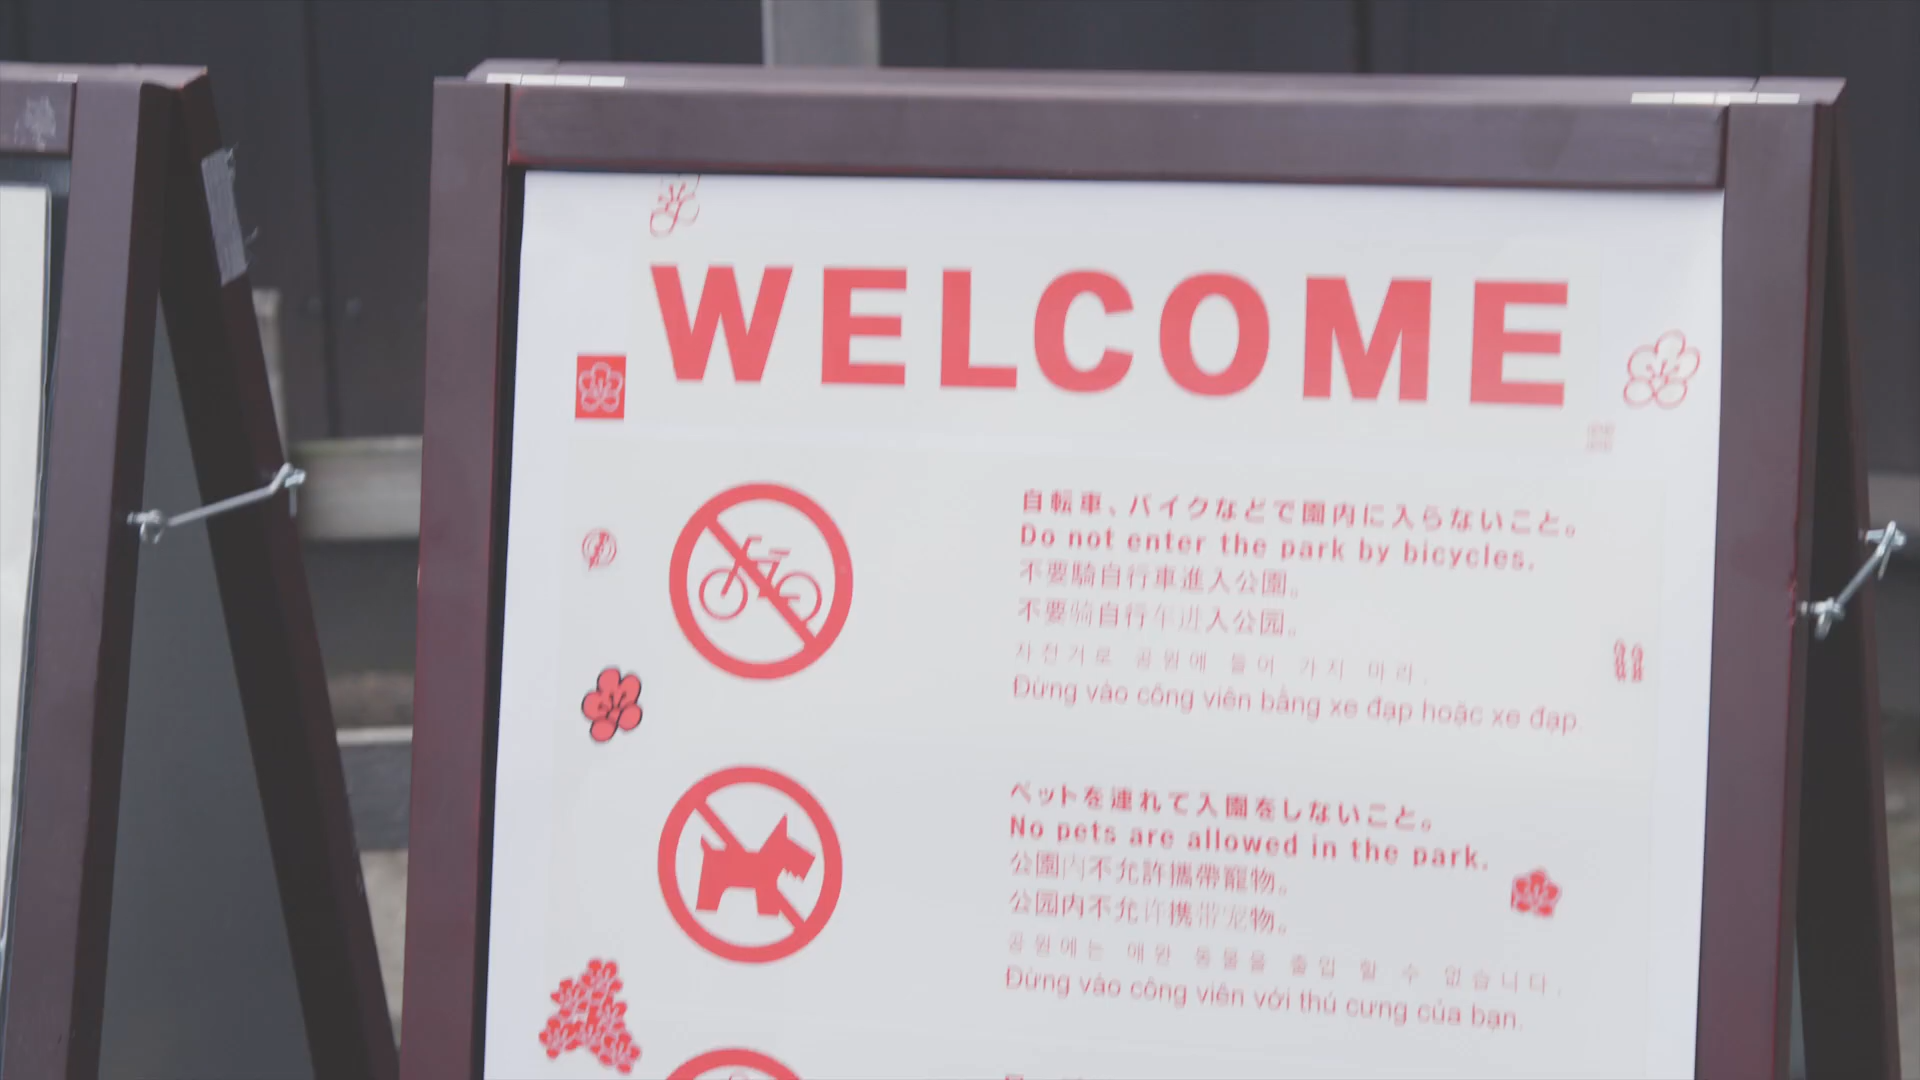 WELCOME
自転車、バイクなどで園内に入らないこと。
Do not enter the park by bicycles.
不要騎自行車進入公園。
不要骑自行车进入公园。
자전거로 공원에 들어 가지 마라.
Đừng vào công viên bằng xe đạp hoặc xe đạp.
ペットを連れて入園をしないこと。
No pets are allowed in the park.
公園内不允許攜帶寵物。
公园内不允许携带宠物。
공원에는 애완 동물을 출입 할 수 없습니다.
Đừng vào công viên với thú cưng của bạn.